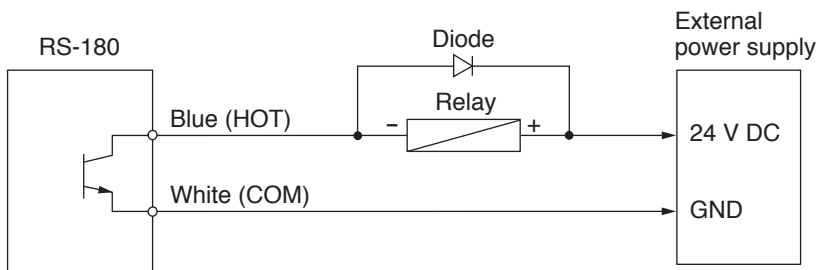 RS-180
Diode
External
power supply
Blue (HOT)
Relay
− +
24 V DC
White (COM)
GND